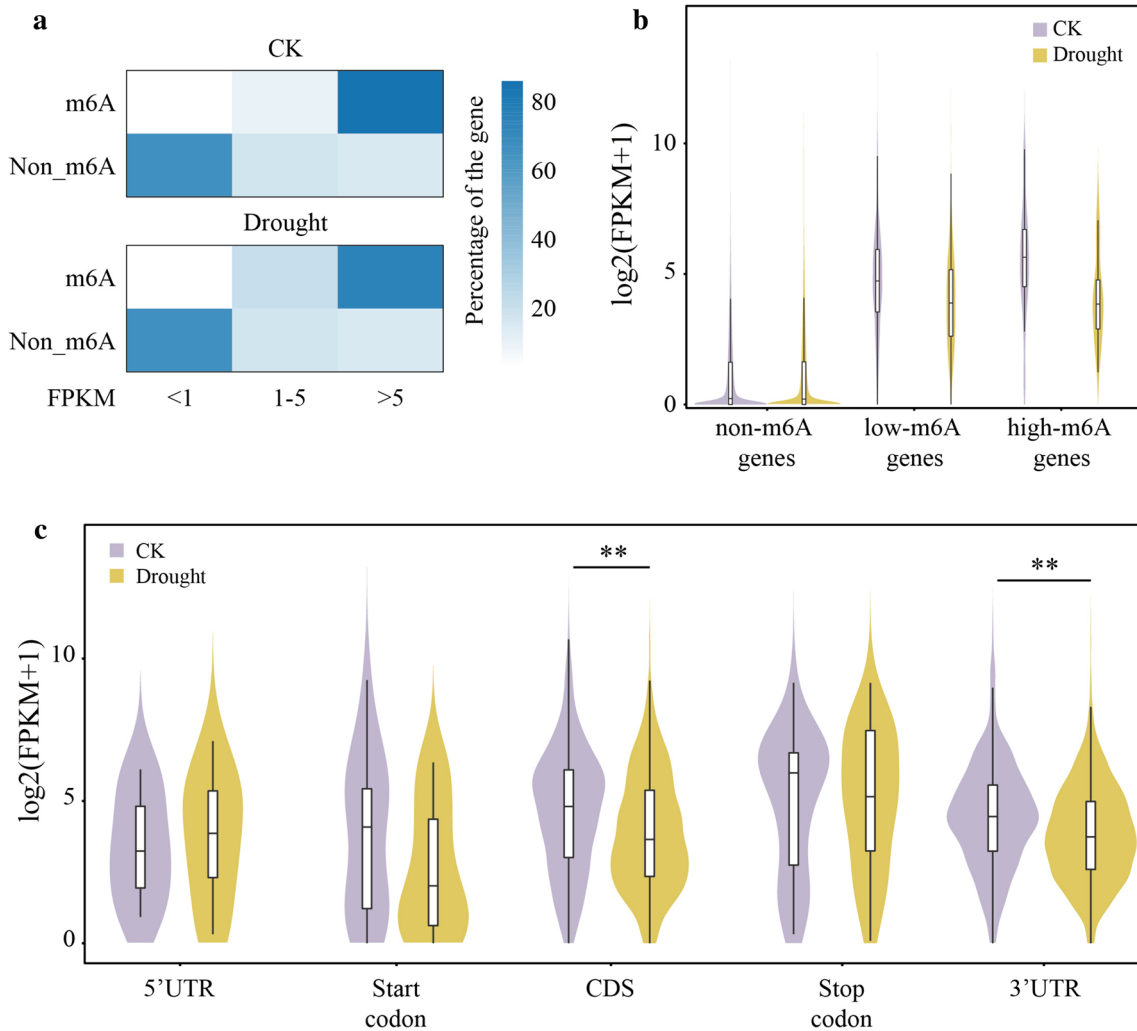 a
CK
m6A
Non_m6A
Drought
m6A
Non_m6A
FPKM <1 1-5 >5
Percentage of the gene
80
60
40
20
b
CK
Drought
log2(FPKM+1)
10
5
0
non-m6A genes
low-m6A genes
high-m6A genes
c
CK
Drought
**
**
log2(FPKM+1)
10
5
0
5’UTR
Start codon
CDS
Stop codon
3’UTR